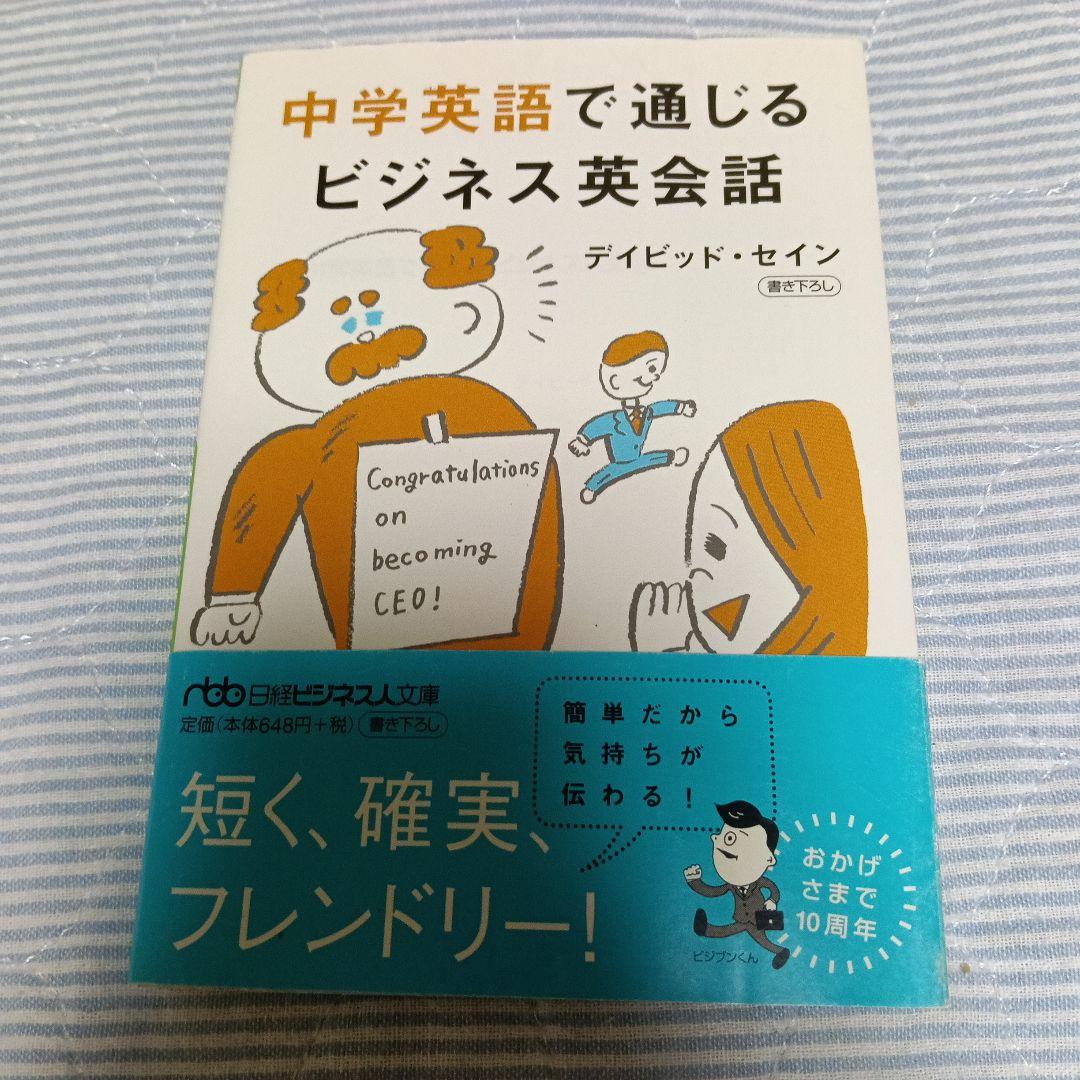 中学英語で通じる
ビジネス英会話
デイビッド・セイン
書き下ろし
Congratulations
on
becoming
CEO!
nbb 日経ビジネス人文庫
定価(本体648円+税) 書き下ろし
簡単だから
気持ちが
伝わる!
短く、確実、
フレンドリー!
おかげ
さまで
10周年
ビジブンくん